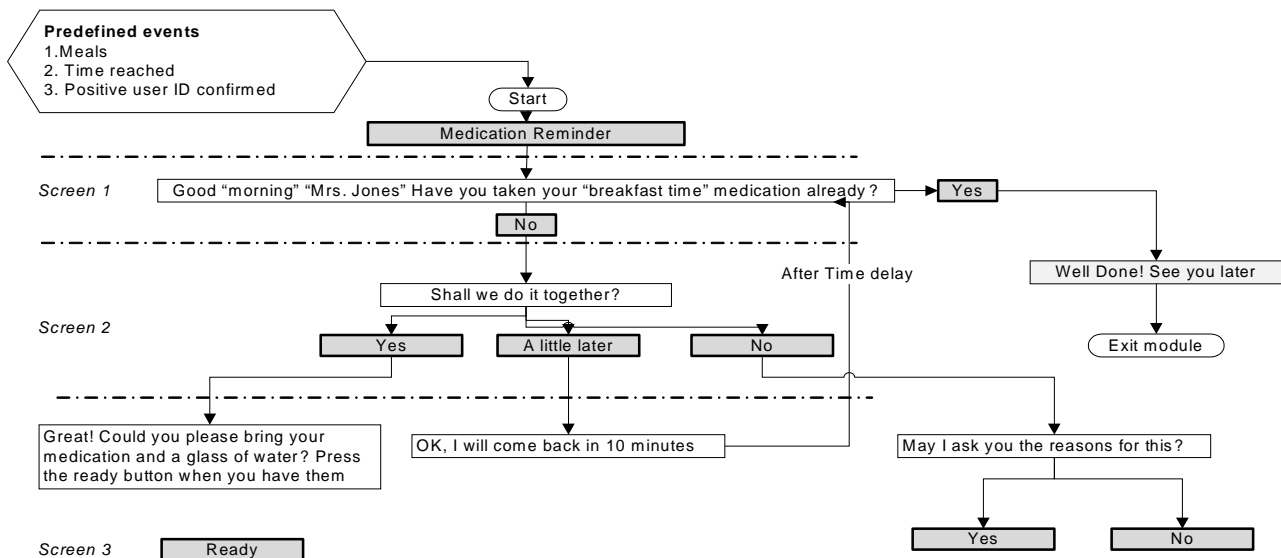 Predefined events
1.Meals
2. Time reached
3. Positive user ID confirmed
Start
Medication Reminder
Screen 1
Good “morning” “Mrs. Jones” Have you taken your “breakfast time” medication already?
Yes
No
After Time delay
Well Done! See you later
Shall we do it together?
Screen 2
Yes
A little later
No
Exit module
Great! Could you please bring your
medication and a glass of water? Press
the ready button when you have them
OK, I will come back in 10 minutes
May I ask you the reasons for this?
Yes
No
Screen 3
Ready